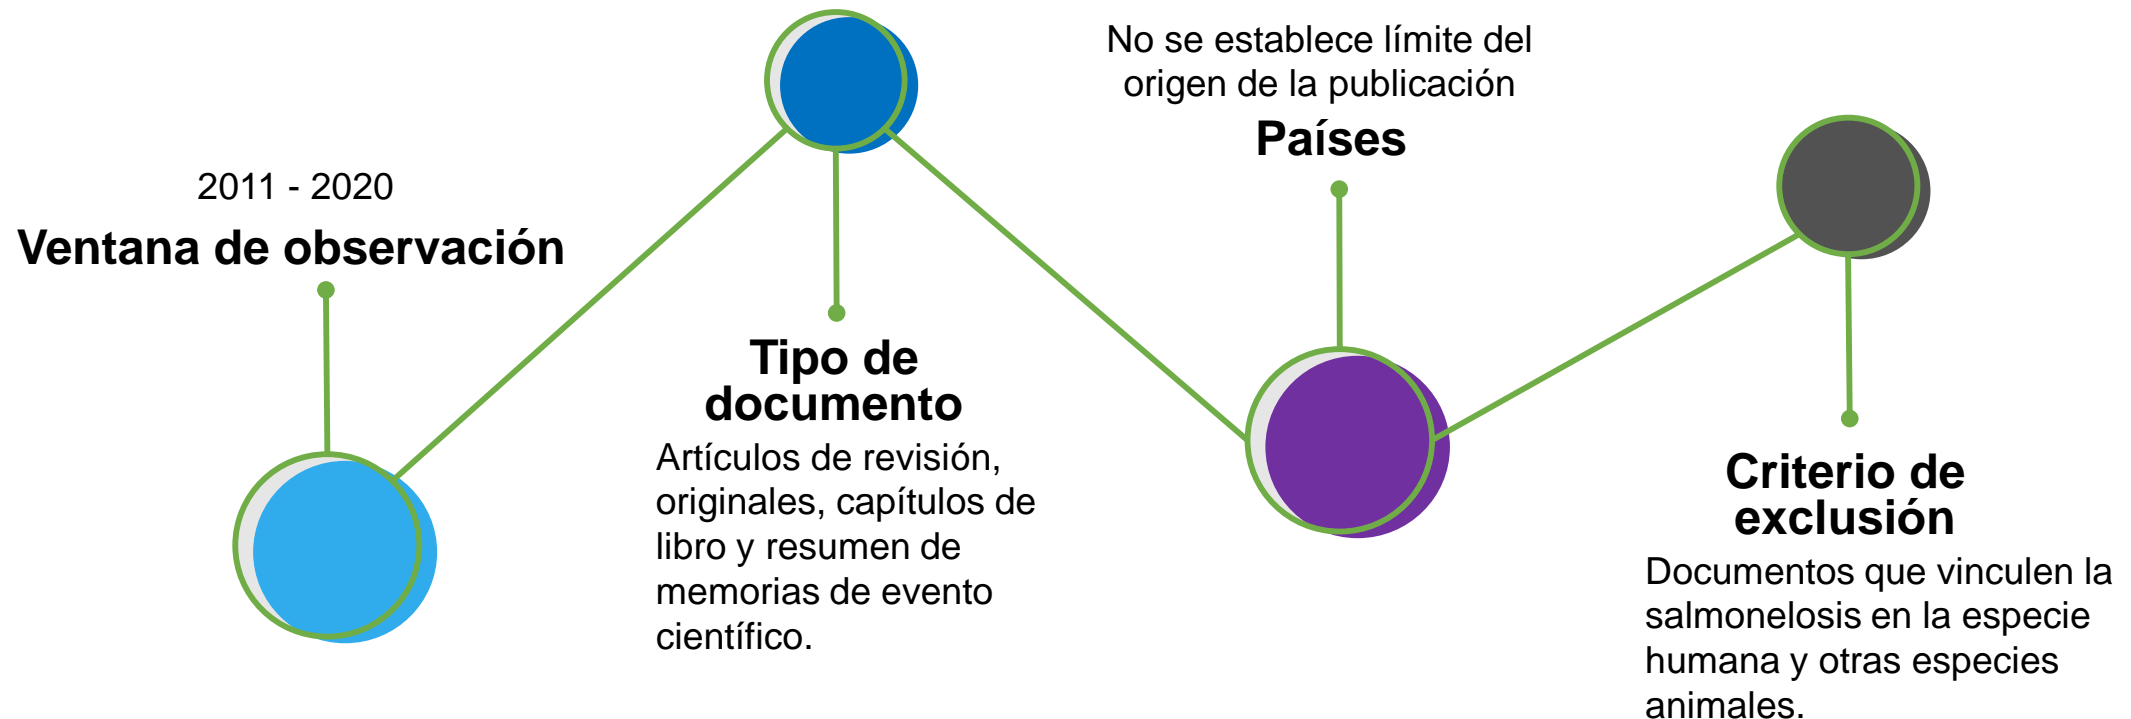 2011 - 2020
Ventana de observación
Tipo de
documento
Artículos de revisión,
originales, capítulos de
libro y resumen de
memorias de evento
científico.
No se establece límite del
origen de la publicación
Países
Criterio de
exclusión
Documentos que vinculen la
salmonelosis en la especie
humana y otras especies
animales.